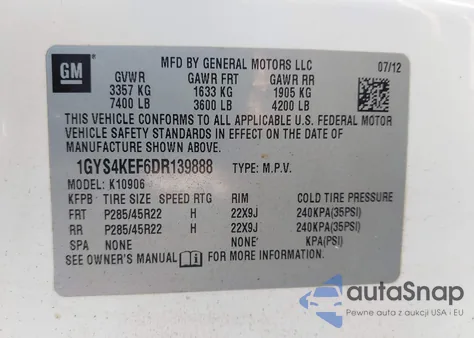 GM
MFD BY GENERAL MOTORS LLC 07/12
GVWR GAWR FRT GAWR RR
3357 KG 1633 KG 1905 KG
7400 LB 3600 LB 4200 LB
THIS VEHICLE CONFORMS TO ALL APPLICABLE U.S. FEDERAL MOTOR
VEHICLE SAFETY STANDARDS IN EFFECT ON THE DATE OF
MANUFACTURE SHOWN ABOVE.
1GYS4KEF6DR139888 TYPE: M.P.V.
MODEL: K10906
KFPB TIRE SIZE SPEED RTG RIM COLD TIRE PRESSURE
FRT P285/45R22 H 22X9J 240KPA(35PSI)
RR P285/45R22 H 22X9J 240KPA(35PSI)
SPA NONE NONE KPA(PSI)
SEE OWNER'S MANUAL FOR MORE INFORMATION.
autoSnap
Pewne auta z aukcji USA i EU